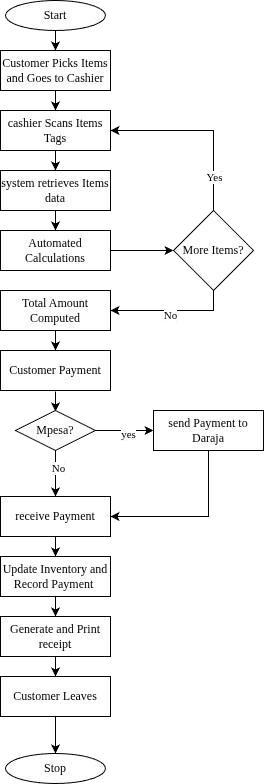 Start
Customer Picks Items
and Goes to Cashier
cashier Scans Items
Tags
Yes
system retrieves Items
data
Automated
Calculations
More Items?
Total Amount
Computed
No
Customer Payment
Mpesa?
yes
send Payment to
Daraja
No
receive Payment
Update Inventory and
Record Payment
Generate and Print
receipt
Customer Leaves
Stop